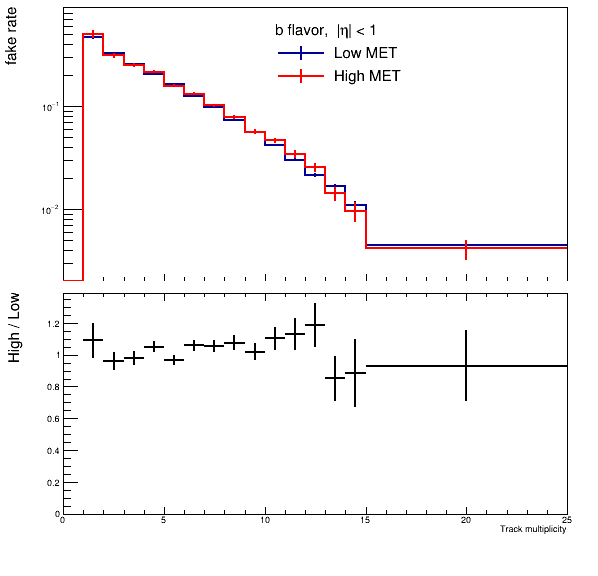 fake rate
b flavor, |η| < 1
Low MET
High MET
10⁻¹
10⁻²
High / Low
1.2
1
0.8
0.6
0.4
0.2
0
0 5 10 15 20 25
Track multiplicity